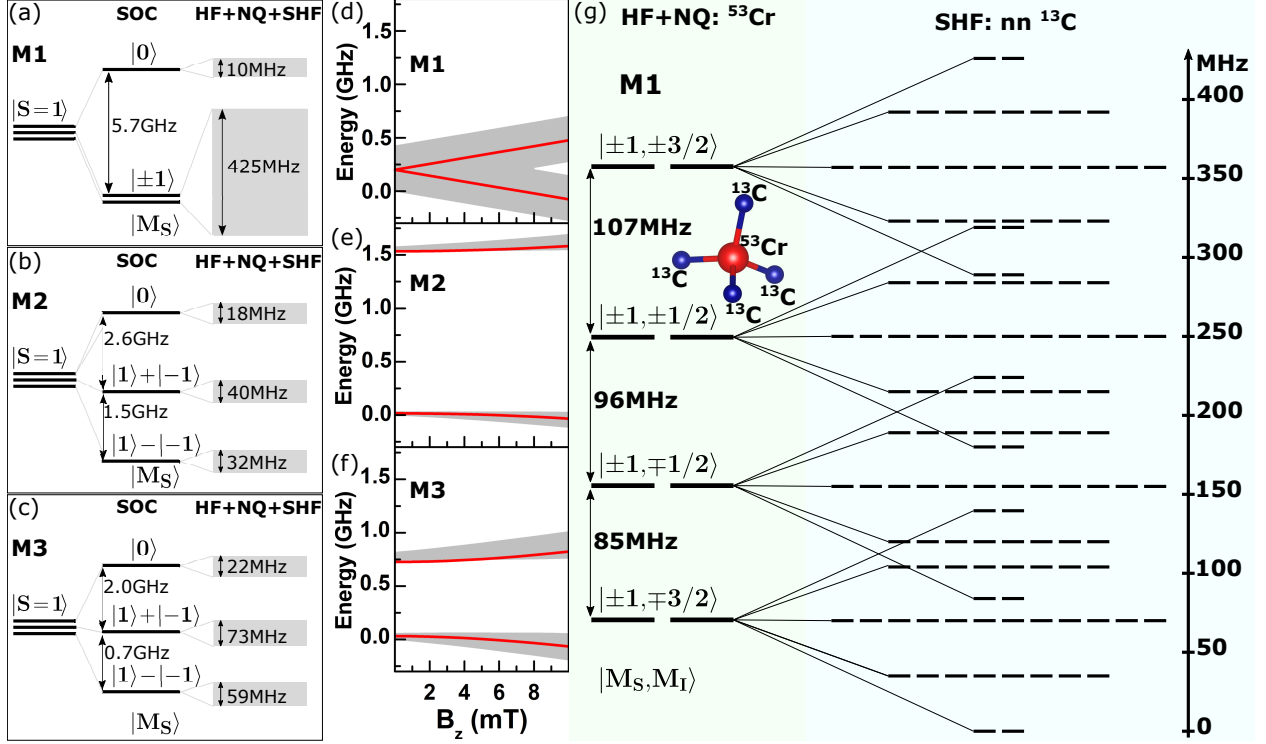 (a)
SOC
HF+NQ+SHF
M1
|0⟩
10MHz
|S=1⟩
5.7GHz
|±1⟩
425MHz
|M_S⟩
(b)
SOC
HF+NQ+SHF
M2
|0⟩
18MHz
|S=1⟩
2.6GHz
|1⟩+|−1⟩
40MHz
1.5GHz
|1⟩−|−1⟩
32MHz
|M_S⟩
(c)
SOC
HF+NQ+SHF
M3
|0⟩
22MHz
|S=1⟩
2.0GHz
|1⟩+|−1⟩
73MHz
0.7GHz
|1⟩−|−1⟩
59MHz
|M_S⟩
(d)
M1
Energy (GHz)
1.5
1.0
0.5
0.0
(e)
M2
Energy (GHz)
1.5
1.0
0.5
0.0
(f)
M3
Energy (GHz)
1.5
1.0
0.5
0.0
2 4 6 8
B_z (mT)
(g)
HF+NQ: ⁵³Cr
SHF: nn ¹³C
M1
MHz
|±1,±3/2⟩
107MHz
¹³C
⁵³Cr
¹³C
¹³C
¹³C
|±1,±1/2⟩
96MHz
|±1,∓1/2⟩
85MHz
|±1,∓3/2⟩
|M_S,M_I⟩
400
350
300
250
200
150
100
50
0